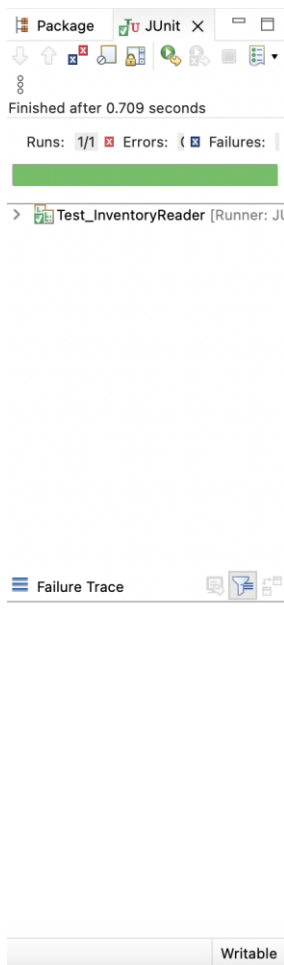 Package JUnit
Finished after 0.709 seconds
Runs: 1/1 Errors: Failures:
Test_InventoryReader [Runner: JU
Failure Trace
Writable